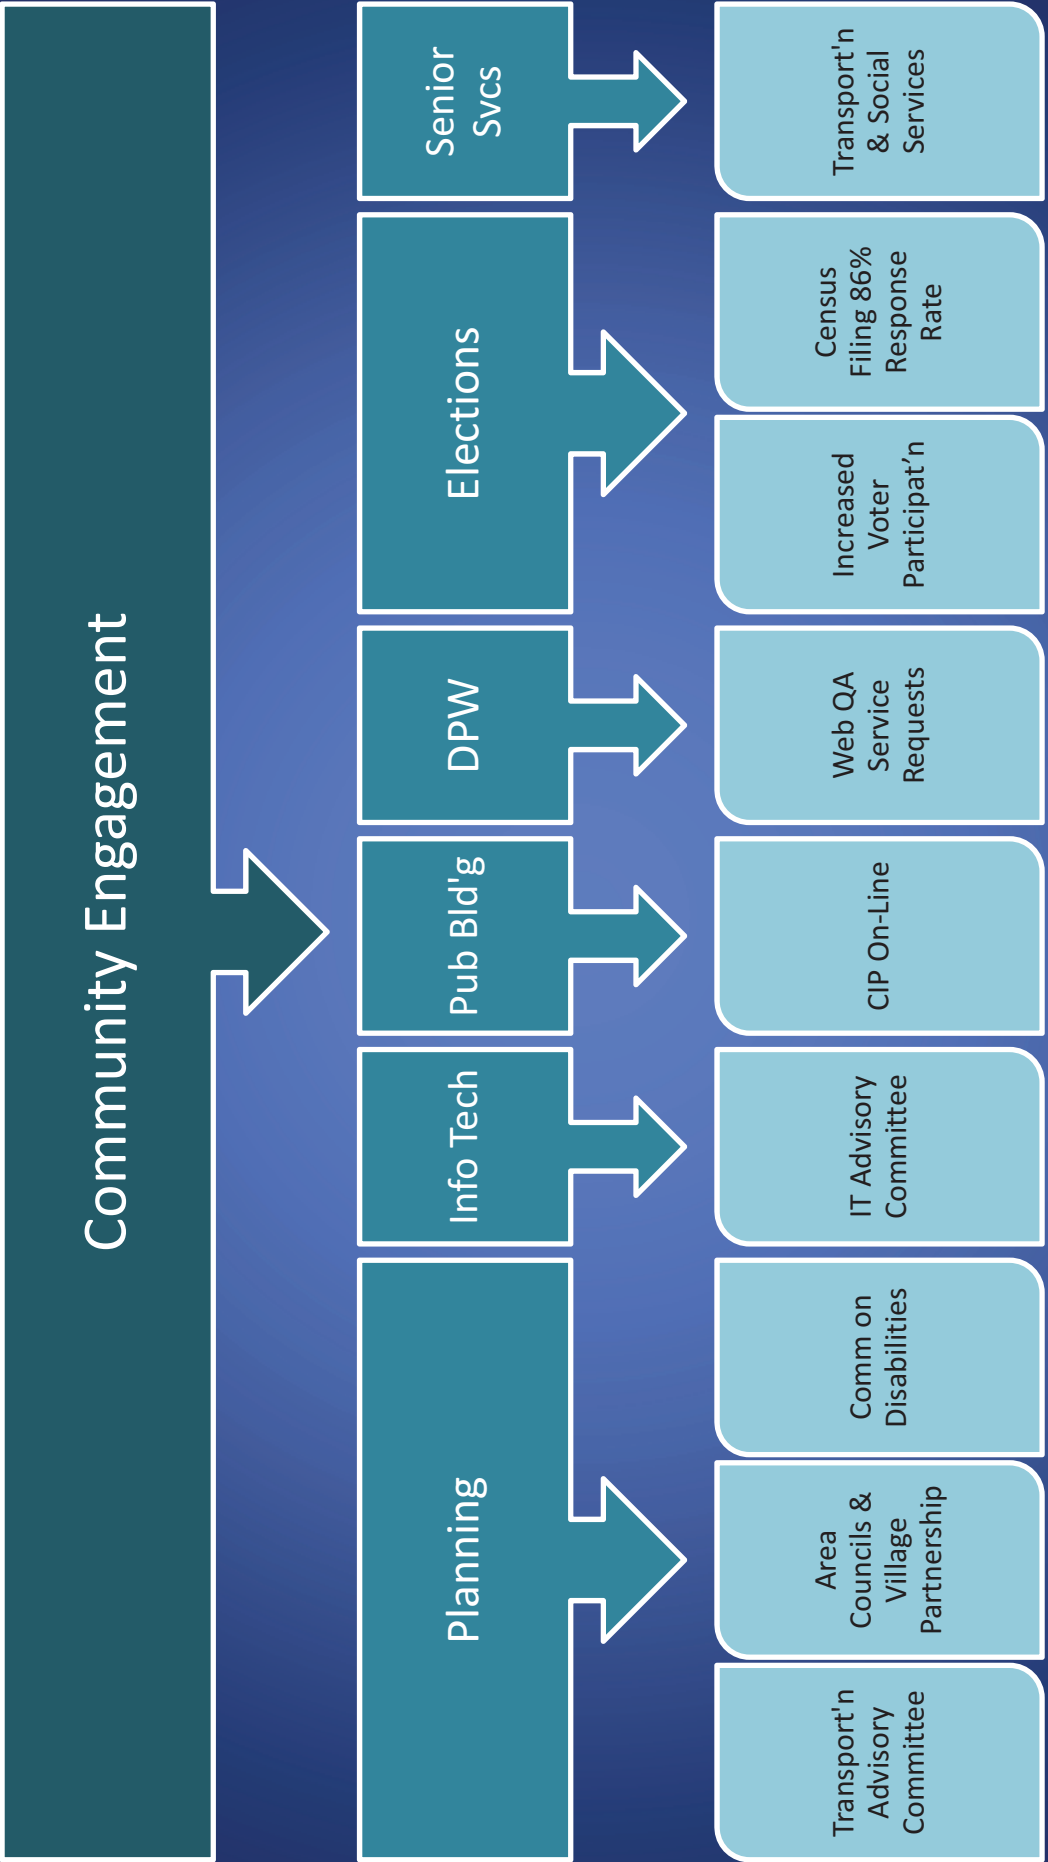 Community Engagement
Planning
Info Tech
Pub Bld'g
DPW
Elections
Senior
Svcs
Transport'n
Advisory
Committee
Area
Councils &
Village
Partnership
Comm on
Disabilities
IT Advisory
Committee
CIP On-Line
Web QA
Service
Requests
Increased
Voter
Participat’n
Census
Filing 86%
Response
Rate
Transport'n
& Social
Services